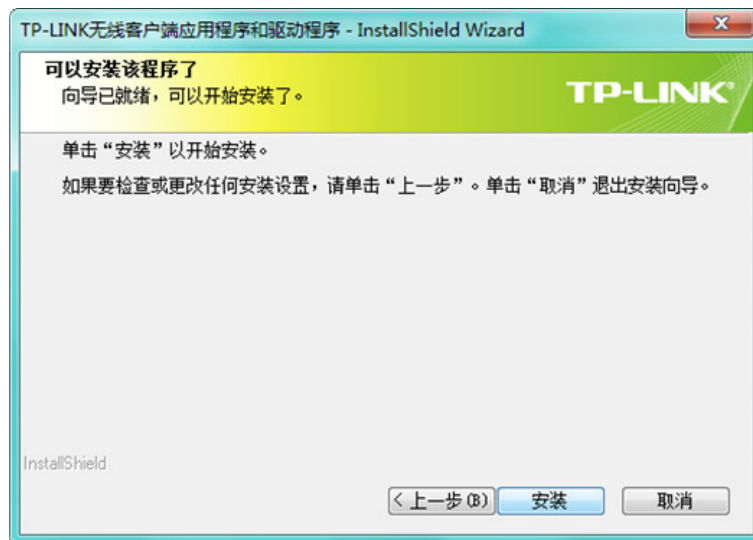 TP-LINK无线客户端应用程序和驱动程序 - InstallShield Wizard
可以安装该程序了
向导已就绪，可以开始安装了。
TP-LINK®
单击“安装”以开始安装。
如果要检查或更改任何安装设置，请单击“上一步”。单击“取消”退出安装向导。
InstallShield
< 上一步(B) 安装 取消